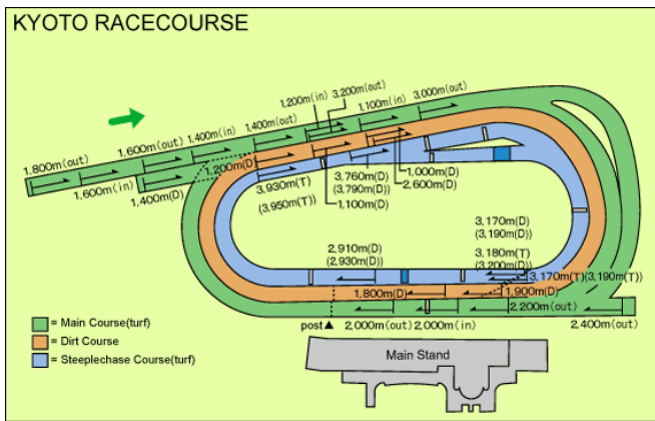 KYOTO RACECOURSE
1,200m(in)
3,200m(out)
1,100m(in)
3,000m(out)
1,400m(out)
1,400m(in)
1,600m(out)
1,800m(out)
1,600m(in)
1,400m(D)
1,200m(D)
3,930m(T)
(3,950m(T))
3,760m(D)
(3,790m(D))
1,100m(D)
1,000m(D)
2,600m(D)
3,170m(D)
(3,190m(D))
2,910m(D)
(2,930m(D))
3,180m(T)
(3,200m(D))
3,170m(T)(3,190m(T))
1,800m(D)
1,900m(D)
2,200m(out)
post▲
2,000m(out)
2,000m(in)
2,400m(out)
= Main Course(turf)
= Dirt Course
= Steeplechase Course(turf)
Main Stand